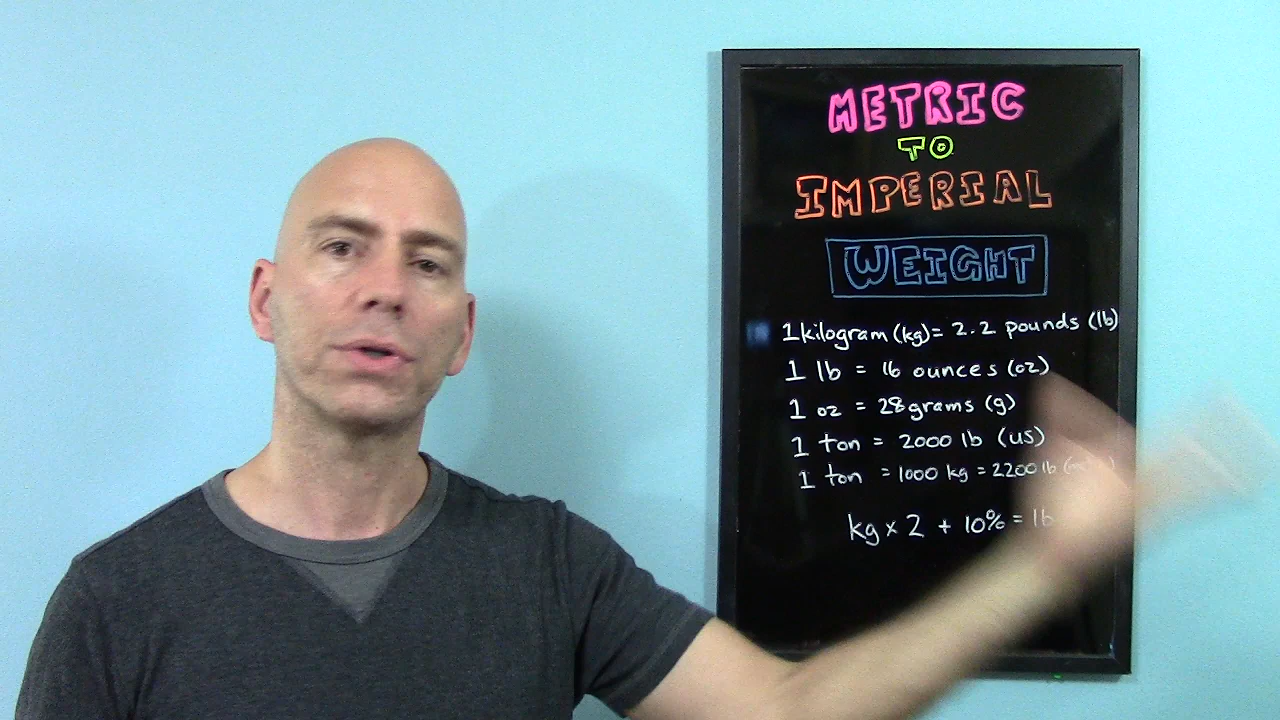 METRIC
TO
IMPERIAL
WEIGHT
1 kilogram (kg) = 2.2 pounds (lb)
1 lb = 16 ounces (oz)
1 oz = 28 grams (g)
1 ton = 2000 lb (us)
1 ton = 1000 kg = 2200 lb
kg x 2 + 10% = lb